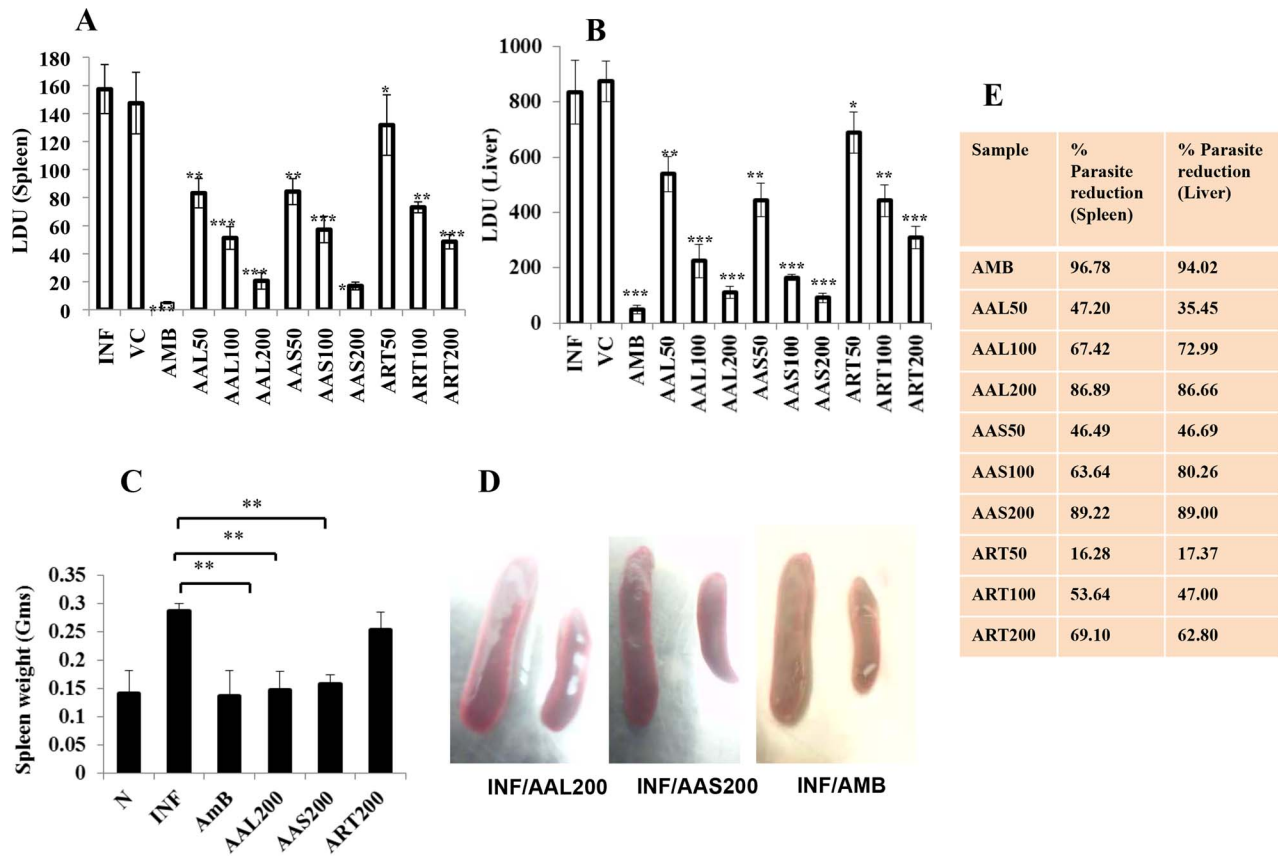 A
LDU (Spleen)
180
160
140
120
100
80
60
40
20
0
*
**
**
**
***
***
***
***
*
***
INF
VC
AMB
AAL50
AAL100
AAL200
AAS50
AAS100
AAS200
ART50
ART100
ART200
B
LDU (Liver)
1000
800
600
400
200
0
*
**
**
**
***
***
***
***
***
***
INF
VC
AMB
AAL50
AAL100
AAL200
AAS50
AAS100
AAS200
ART50
ART100
ART200
C
**
**
**
Spleen weight (Gms)
0.35
0.3
0.25
0.2
0.15
0.1
0.05
0
N
INF
AmB
AAL200
AAS200
ART200
D
INF/AAL200
INF/AAS200
INF/AMB
E
Sample
%
Parasite
reduction
(Spleen)
% Parasite
reduction
(Liver)
AMB 96.78 94.02
AAL50 47.20 35.45
AAL100 67.42 72.99
AAL200 86.89 86.66
AAS50 46.49 46.69
AAS100 63.64 80.26
AAS200 89.22 89.00
ART50 16.28 17.37
ART100 53.64 47.00
ART200 69.10 62.80